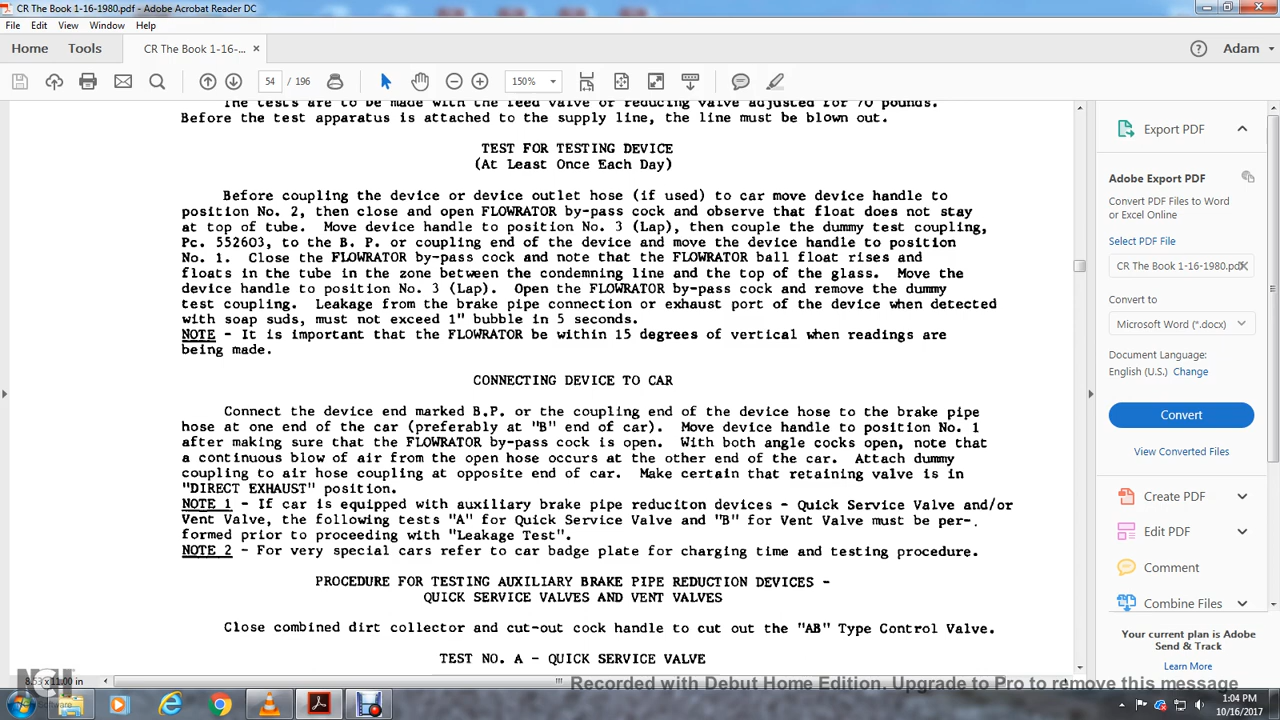 CR The Book 1-16-1980.pdf - Adobe Acrobat Reader DC
File Edit View Window Help
Home Tools CR The Book 1-16-... × Adam
54 / 196 150%
The tests are to be made with the feed valve or reducing valve adjusted for 70 pounds.
Before the test apparatus is attached to the supply line, the line must be blown out.
TEST FOR TESTING DEVICE
(At Least Once Each Day)
Before coupling the device or device outlet hose (if used) to car move device handle to
position No. 2, then close and open FLOWRATOR by-pass cock and observe that float does not stay
at top of tube. Move device handle to position No. 3 (Lap), then couple the dummy test coupling,
Pc. 552603, to the B. P. or coupling end of the device and move the device handle to position
No. 1. Close the FLOWRATOR by-pass cock and note that the FLOWRATOR ball float rises and
floats in the tube in the zone between the condemning line and the top of the glass. Move the
device handle to position No. 3 (Lap). Open the FLOWRATOR by-pass cock and remove the dummy
test coupling. Leakage from the brake pipe connection or exhaust port of the device when detected
with soap suds, must not exceed 1" bubble in 5 seconds.
NOTE - It is important that the FLOWRATOR be within 15 degrees of vertical when readings are
being made.
CONNECTING DEVICE TO CAR
Connect the device end marked B.P. or the coupling end of the device hose to the brake pipe
hose at one end of the car (preferably at "B" end of car). Move device handle to position No. 1
after making sure that the FLOWRATOR by-pass cock is open. With both angle cocks open, note that
a continuous blow of air from the open hose occurs at the other end of the car. Attach dummy
coupling to air hose coupling at opposite end of car. Make certain that retaining valve is in
"DIRECT EXHAUST" position.
NOTE 1 - If car is equipped with auxiliary brake pipe reduciton devices - Quick Service Valve and/or
Vent Valve, the following tests "A" for Quick Service Valve and "B" for Vent Valve must be per-
formed prior to proceeding with "Leakage Test".
NOTE 2 - For very special cars refer to car badge plate for charging time and testing procedure.
PROCEDURE FOR TESTING AUXILIARY BRAKE PIPE REDUCTION DEVICES -
QUICK SERVICE VALVES AND VENT VALVES
Close combined dirt collector and cut-out cock handle to cut out the "AB" Type Control Valve.
TEST NO. A - QUICK SERVICE VALVE
Export PDF
Adobe Export PDF
Convert PDF Files to Word
or Excel Online
Select PDF File
CR The Book 1-16-1980.pdf
Convert to
Microsoft Word (*.docx)
Document Language:
English (U.S.) Change
Convert
View Converted Files
Create PDF
Edit PDF
Comment
Combine Files
Your current plan is Adobe
Send & Track
Learn More
8.53 x 11.00 in
NCH
Software
Recorded with Debut Home Edition. Upgrade to Pro to remove this message
1:04 PM
10/16/2017